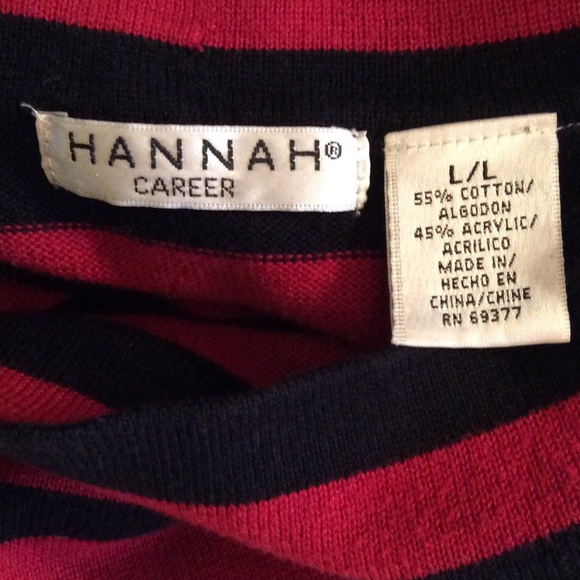 HANNAH®
CAREER
L/L
55% COTTON/
ALGODON
45% ACRYLIC/
ACRILICO
MADE IN/
HECHO EN
CHINA/CHINE
RN 69377